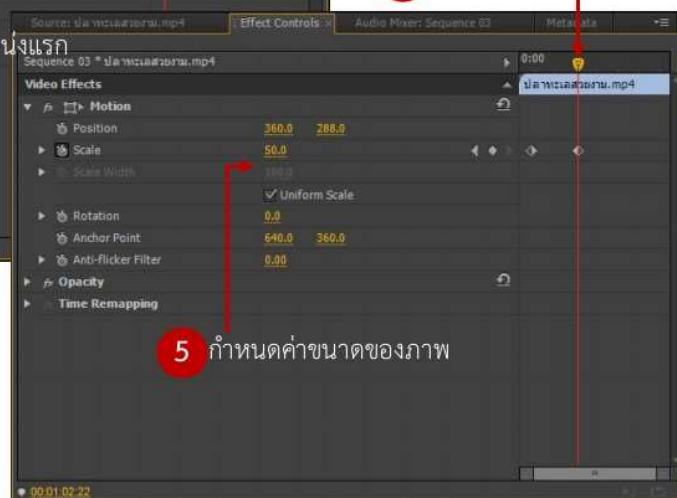 Source: ปลาทะเลสวยงาม.mp4 Effect Controls × Audio Mixer: Sequence 03 Metadata
น่งแรก
Sequence 03 * ปลาทะเลสวยงาม.mp4 0:00
Video Effects ปลาทะเลสวยงาม.mp4
fx Motion
Position 360.0 288.0
Scale 50.0
Scale Width 100.0
Uniform Scale
Rotation 0.0
Anchor Point 640.0 360.0
Anti-flicker Filter 0.00
fx Opacity
Time Remapping
5 กำหนดค่าขนาดของภาพ
00:01:02:22